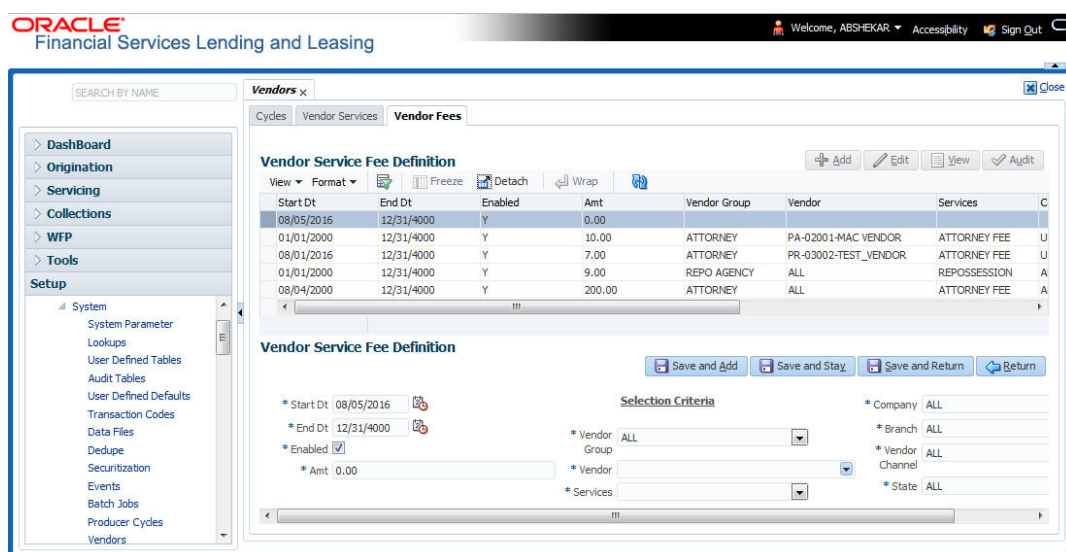 ORACLE
Financial Services Lending and Leasing
Welcome, ABSHEKAR Accessibility Sign Out
SEARCH BY NAME
Vendors x
Close
Cycles Vendor Services Vendor Fees
DashBoard
Origination
Servicing
Collections
WFP
Tools
Setup
System
System Parameter
Lookups
User Defined Tables
Audit Tables
User Defined Defaults
Transaction Codes
Data Files
Dedupe
Securitization
Events
Batch Jobs
Producer Cycles
Vendors
Vendor Service Fee Definition
Add Edit View Audit
View Format Freeze Detach Wrap
Start Dt End Dt Enabled Amt Vendor Group Vendor Services C
08/05/2016 12/31/4000 Y 0.00
01/01/2000 12/31/4000 Y 10.00 ATTORNEY PA-02001-MAC VENDOR ATTORNEY FEE U
08/01/2016 12/31/4000 Y 7.00 ATTORNEY PR-03002-TEST_VENDOR ATTORNEY FEE U
01/01/2000 12/31/4000 Y 9.00 REPO AGENCY ALL REPOSSESSION A
08/04/2000 12/31/4000 Y 200.00 ATTORNEY ALL ATTORNEY FEE A
Vendor Service Fee Definition
Save and Add Save and Stay Save and Return Return
* Start Dt 08/05/2016
* End Dt 12/31/4000
* Enabled
* Amt 0.00
Selection Criteria
* Vendor Group ALL
* Vendor
* Services
* Company ALL
* Branch ALL
* Vendor Channel ALL
* State ALL